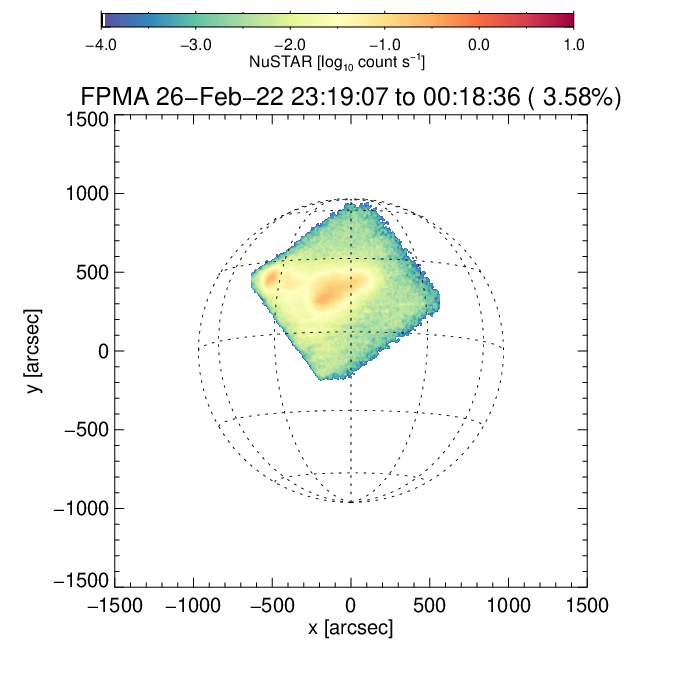 −4.0 −3.0 −2.0 −1.0 0.0 1.0
NuSTAR [log10 count s−1]
FPMA 26−Feb−22 23:19:07 to 00:18:36 ( 3.58%)
1500
1000
500
0
−500
−1000
−1500
y [arcsec]
−1500 −1000 −500 0 500 1000 1500
x [arcsec]